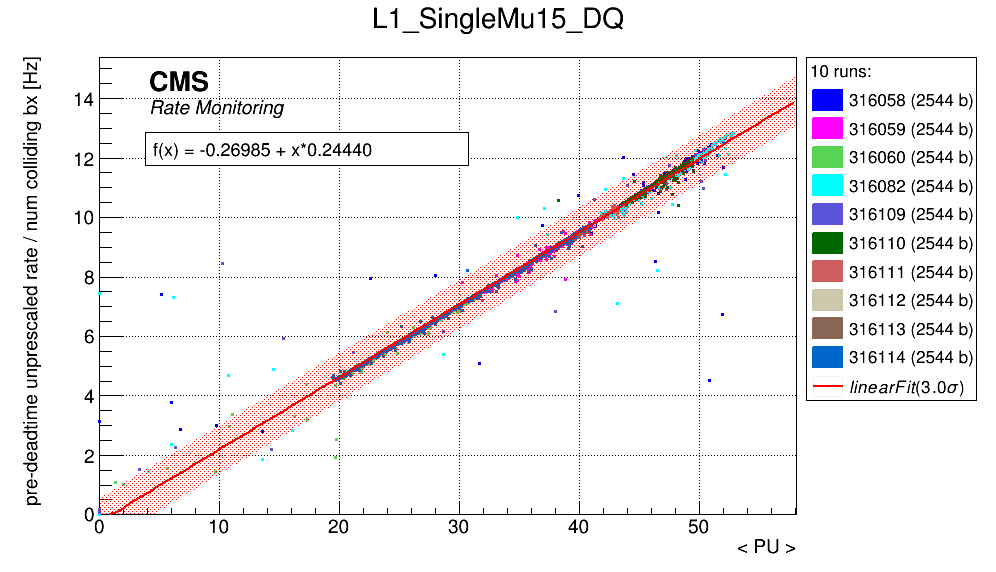 L1_SingleMu15_DQ
pre-deadtime unprescaled rate / num colliding bx [Hz]
CMS
Rate Monitoring
f(x) = -0.26985 + x*0.24440
14
12
10
8
6
4
2
0
0 10 20 30 40 50
< PU >
10 runs:
316058 (2544 b)
316059 (2544 b)
316060 (2544 b)
316082 (2544 b)
316109 (2544 b)
316110 (2544 b)
316111 (2544 b)
316112 (2544 b)
316113 (2544 b)
316114 (2544 b)
linearFit(3.0σ)